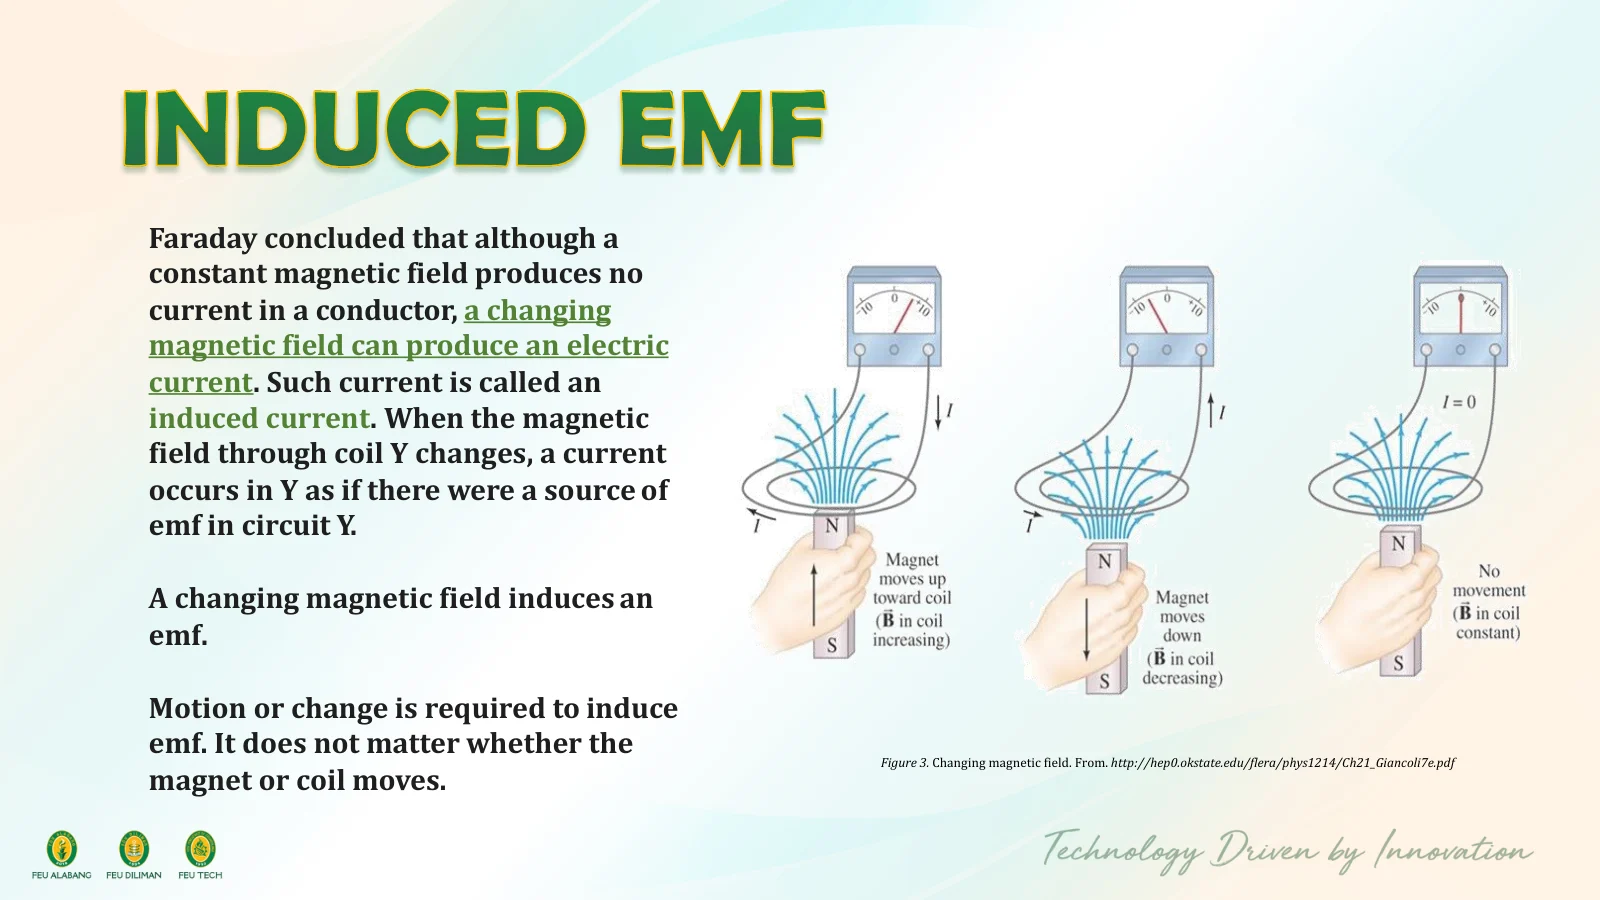 INDUCED EMF
Faraday concluded that although a
constant magnetic field produces no
current in a conductor, a changing
magnetic field can produce an electric
current. Such current is called an
induced current. When the magnetic
field through coil Y changes, a current
occurs in Y as if there were a source of
emf in circuit Y.
A changing magnetic field induces an
emf.
Motion or change is required to induce
emf. It does not matter whether the
magnet or coil moves.
-10 0 +10
I
I
N
S
Magnet
moves up
toward coil
(B⃗ in coil
increasing)
-10 0 +10
I
I
N
S
Magnet
moves
down
(B⃗ in coil
decreasing)
-10 0 +10
I = 0
N
S
No
movement
(B⃗ in coil
constant)
Figure 3. Changing magnetic field. From. http://hep0.okstate.edu/flera/phys1214/Ch21_Giancoli7e.pdf
FEU ALABANG
FEU DILIMAN
FEU TECH
Technology Driven by Innovation